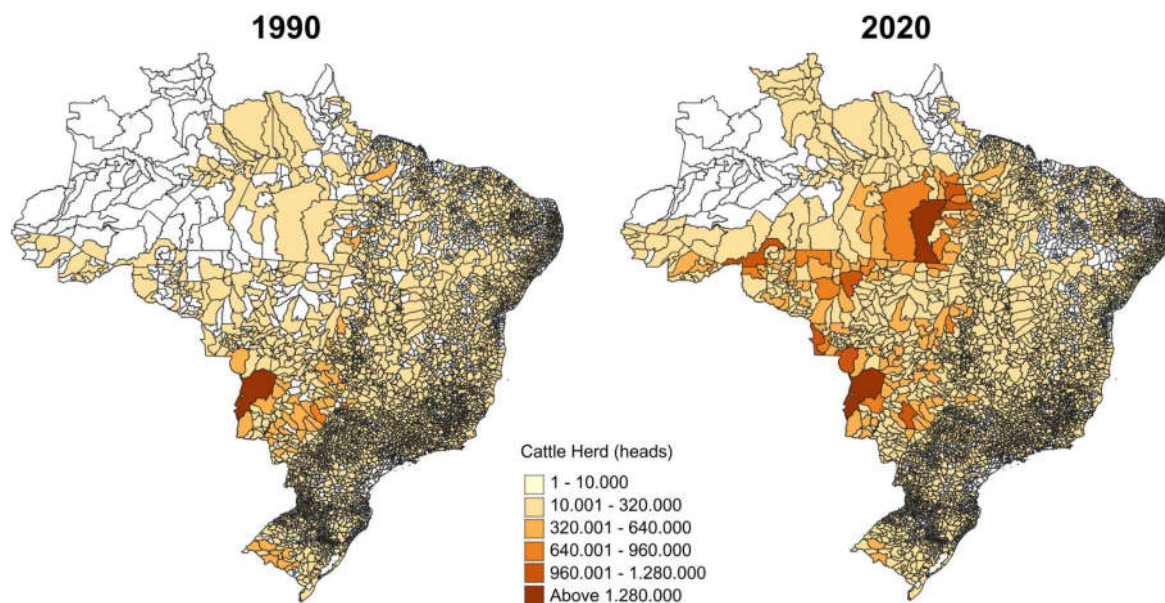 1990
2020
Cattle Herd (heads)
1 - 10.000
10.001 - 320.000
320.001 - 640.000
640.001 - 960.000
960.001 - 1.280.000
Above 1.280.000